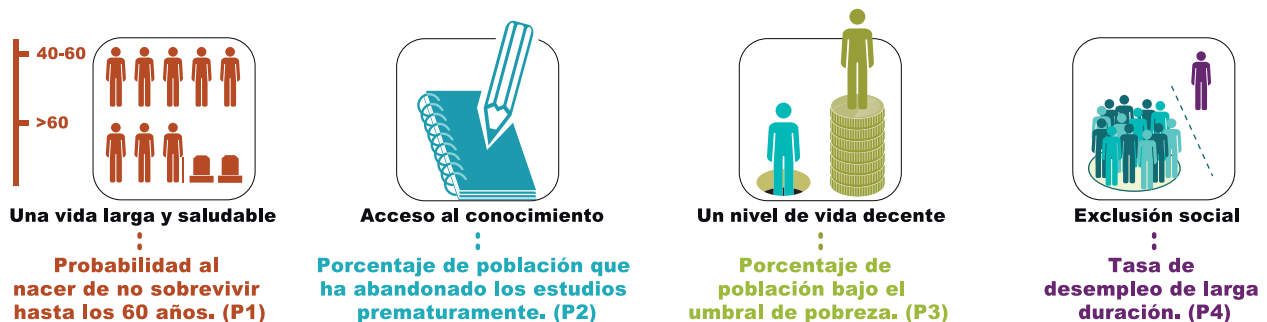 40-60
>60
Una vida larga y saludable
Probabilidad al
nacer de no sobrevivir
hasta los 60 años. (P1)
Acceso al conocimiento
Porcentaje de población que
ha abandonado los estudios
prematuramente. (P2)
Un nivel de vida decente
Porcentaje de
población bajo el
umbral de pobreza. (P3)
Exclusión social
Tasa de
desempleo de larga
duración. (P4)